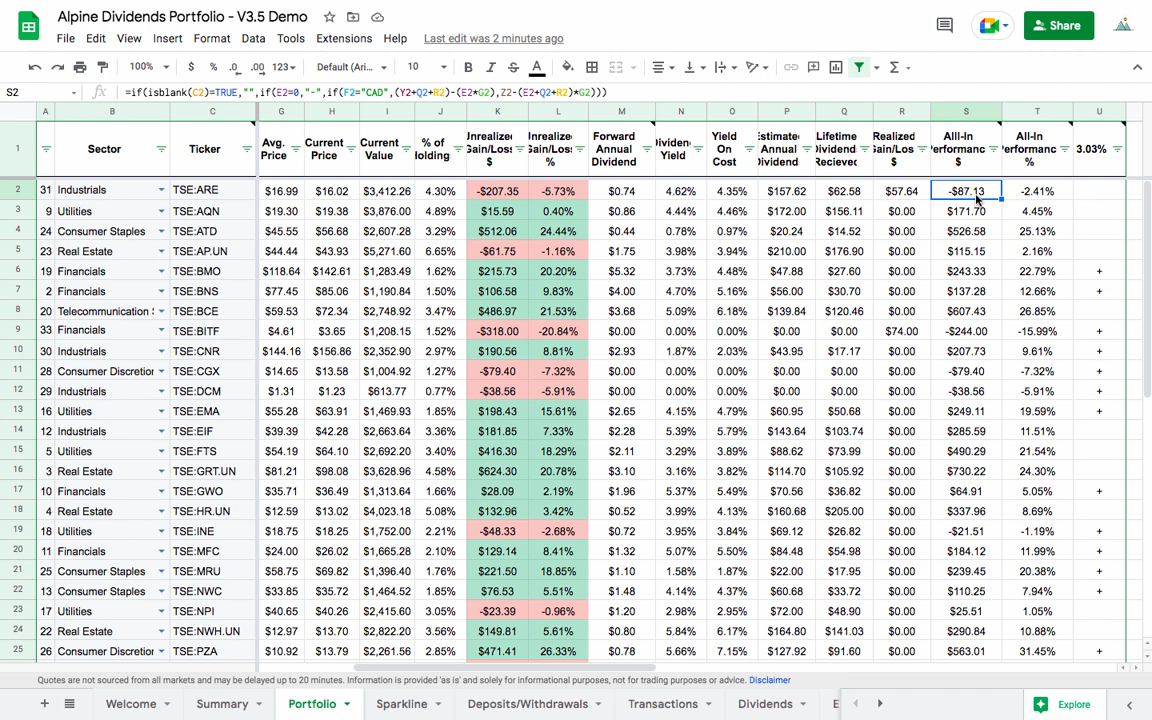 Alpine Dividends Portfolio - V3.5 Demo
File Edit View Insert Format Data Tools Extensions Help Last edit was 2 minutes ago
Share
100% $ % .0 .00 123 Default (Ari... 10 B I S A
S2 fx =if(isblank(C2)=TRUE,"",if(E2=0,"-",if(F2="CAD",(Y2+Q2+R2)-(E2*G2),Z2-(E2+Q2+R2)*G2)))
A B C G H I J K L M N O P Q R S T U
1 Sector Ticker Avg. Price Current Price Current Value % of Holding Unrealized Gain/Loss $ Unrealized Gain/Loss % Forward Annual Dividend Dividend Yield Yield On Cost Estimated Annual Dividend Lifetime Dividend Recieved Realized Gain/Loss $ Alll-In Performance $ All-In Performance % 3.03%
2 31 Industrials TSE:ARE $16.99 $16.02 $3,412.26 4.30% -$207.35 -5.73% $0.74 4.62% 4.35% $157.62 $62.58 $57.64 -$87.13 -2.41%
3 9 Utilities TSE:AQN $19.30 $19.38 $3,876.00 4.89% $15.59 0.40% $0.86 4.44% 4.46% $172.00 $156.11 $0.00 $171.70 4.45%
4 24 Consumer Staples TSE:ATD $45.55 $56.68 $2,607.28 3.29% $512.06 24.44% $0.44 0.78% 0.97% $20.24 $14.52 $0.00 $526.58 25.13%
5 23 Real Estate TSE:AP.UN $44.44 $43.93 $5,271.60 6.65% -$61.75 -1.16% $1.75 3.98% 3.94% $210.00 $176.90 $0.00 $115.15 2.16%
6 19 Financials TSE:BMO $118.64 $142.61 $1,283.49 1.62% $215.73 20.20% $5.32 3.73% 4.48% $47.88 $27.60 $0.00 $243.33 22.79% +
7 2 Financials TSE:BNS $77.45 $85.06 $1,190.84 1.50% $106.58 9.83% $4.00 4.70% 5.16% $56.00 $30.70 $0.00 $137.28 12.66% +
8 20 Telecommunication TSE:BCE $59.53 $72.34 $2,748.92 3.47% $486.97 21.53% $3.68 5.09% 6.18% $139.84 $120.46 $0.00 $607.43 26.85%
9 33 Financials TSE:BITF $4.61 $3.65 $1,208.15 1.52% -$318.00 -20.84% $0.00 0.00% 0.00% $0.00 $0.00 $74.00 -$244.00 -15.99% +
10 30 Industrials TSE:CNR $144.16 $156.86 $2,352.90 2.97% $190.56 8.81% $2.93 1.87% 2.03% $43.95 $17.17 $0.00 $207.73 9.61% +
11 28 Consumer Discretion TSE:CGX $14.65 $13.58 $1,004.92 1.27% -$79.40 -7.32% $0.00 0.00% 0.00% $0.00 $0.00 $0.00 -$79.40 -7.32% +
12 29 Industrials TSE:DCM $1.31 $1.23 $613.77 0.77% -$38.56 -5.91% $0.00 0.00% 0.00% $0.00 $0.00 $0.00 -$38.56 -5.91% +
13 16 Utilities TSE:EMA $55.28 $63.91 $1,469.93 1.85% $198.43 15.61% $2.65 4.15% 4.79% $60.95 $50.68 $0.00 $249.11 19.59% +
14 12 Industrials TSE:EIF $39.39 $42.28 $2,663.64 3.36% $181.85 7.33% $2.28 5.39% 5.79% $143.64 $103.74 $0.00 $285.59 11.51%
15 5 Utilities TSE:FTS $54.19 $64.10 $2,692.20 3.40% $416.30 18.29% $2.11 3.29% 3.89% $88.62 $73.99 $0.00 $490.29 21.54%
16 3 Real Estate TSE:GRT.UN $81.21 $98.08 $3,628.96 4.58% $624.30 20.78% $3.10 3.16% 3.82% $114.70 $105.92 $0.00 $730.22 24.30%
17 10 Financials TSE:GWO $35.71 $36.49 $1,313.64 1.66% $28.09 2.19% $1.96 5.37% 5.49% $70.56 $36.82 $0.00 $64.91 5.05% +
18 4 Real Estate TSE:HR.UN $12.59 $13.02 $4,023.18 5.08% $132.96 3.42% $0.52 3.99% 4.13% $160.68 $205.00 $0.00 $337.96 8.69%
19 18 Utilities TSE:INE $18.75 $18.25 $1,752.00 2.21% -$48.33 -2.68% $0.72 3.95% 3.84% $69.12 $26.82 $0.00 -$21.51 -1.19% +
20 11 Financials TSE:MFC $24.00 $26.02 $1,665.28 2.10% $129.14 8.41% $1.32 5.07% 5.50% $84.48 $54.98 $0.00 $184.12 11.99% +
21 25 Consumer Staples TSE:MRU $58.75 $69.82 $1,396.40 1.76% $221.50 18.85% $1.10 1.58% 1.87% $22.00 $17.95 $0.00 $239.45 20.38% +
22 13 Consumer Staples TSE:NWC $33.85 $35.72 $1,464.52 1.85% $76.53 5.51% $1.48 4.14% 4.37% $60.68 $33.72 $0.00 $110.25 7.94% +
23 17 Utilities TSE:NPI $40.65 $40.26 $2,415.60 3.05% -$23.39 -0.96% $1.20 2.98% 2.95% $72.00 $48.90 $0.00 $25.51 1.05%
24 22 Real Estate TSE:NWH.UN $12.97 $13.70 $2,822.20 3.56% $149.81 5.61% $0.80 5.84% 6.17% $164.80 $141.03 $0.00 $290.84 10.88%
25 26 Consumer Discretion TSE:PZA $10.92 $13.79 $2,261.56 2.85% $471.41 26.33% $0.78 5.66% 7.15% $127.92 $91.60 $0.00 $563.01 31.45% +
Quotes are not sourced from all markets and may be delayed up to 20 minutes. Information is provided 'as is' and solely for informational purposes, not for trading purposes or advice. Disclaimer
Welcome Summary Portfolio Sparkline Deposits/Withdrawals Transactions Dividends E Explore